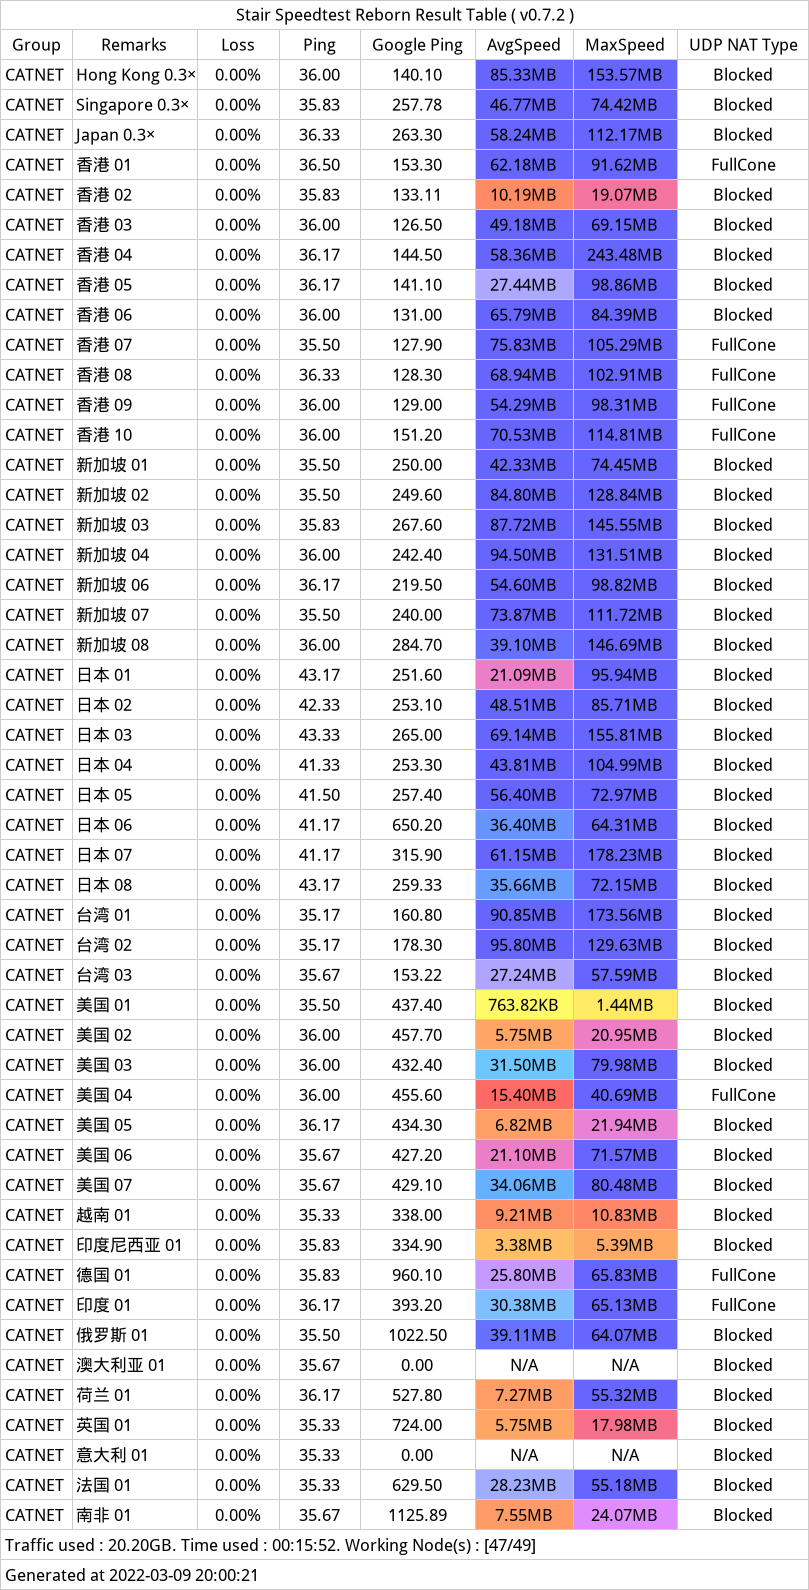 Stair Speedtest Reborn Result Table ( v0.7.2 )
Group Remarks Loss Ping Google Ping AvgSpeed MaxSpeed UDP NAT Type
CATNET Hong Kong 0.3× 0.00% 36.00 140.10 85.33MB 153.57MB Blocked
CATNET Singapore 0.3× 0.00% 35.83 257.78 46.77MB 74.42MB Blocked
CATNET Japan 0.3× 0.00% 36.33 263.30 58.24MB 112.17MB Blocked
CATNET 香港 01 0.00% 36.50 153.30 62.18MB 91.62MB FullCone
CATNET 香港 02 0.00% 35.83 133.11 10.19MB 19.07MB Blocked
CATNET 香港 03 0.00% 36.00 126.50 49.18MB 69.15MB Blocked
CATNET 香港 04 0.00% 36.17 144.50 58.36MB 243.48MB Blocked
CATNET 香港 05 0.00% 36.17 141.10 27.44MB 98.86MB Blocked
CATNET 香港 06 0.00% 36.00 131.00 65.79MB 84.39MB Blocked
CATNET 香港 07 0.00% 35.50 127.90 75.83MB 105.29MB FullCone
CATNET 香港 08 0.00% 36.33 128.30 68.94MB 102.91MB FullCone
CATNET 香港 09 0.00% 36.00 129.00 54.29MB 98.31MB FullCone
CATNET 香港 10 0.00% 36.00 151.20 70.53MB 114.81MB FullCone
CATNET 新加坡 01 0.00% 35.50 250.00 42.33MB 74.45MB Blocked
CATNET 新加坡 02 0.00% 35.50 249.60 84.80MB 128.84MB Blocked
CATNET 新加坡 03 0.00% 35.83 267.60 87.72MB 145.55MB Blocked
CATNET 新加坡 04 0.00% 36.00 242.40 94.50MB 131.51MB Blocked
CATNET 新加坡 06 0.00% 36.17 219.50 54.60MB 98.82MB Blocked
CATNET 新加坡 07 0.00% 35.50 240.00 73.87MB 111.72MB Blocked
CATNET 新加坡 08 0.00% 36.00 284.70 39.10MB 146.69MB Blocked
CATNET 日本 01 0.00% 43.17 251.60 21.09MB 95.94MB Blocked
CATNET 日本 02 0.00% 42.33 253.10 48.51MB 85.71MB Blocked
CATNET 日本 03 0.00% 43.33 265.00 69.14MB 155.81MB Blocked
CATNET 日本 04 0.00% 41.33 253.30 43.81MB 104.99MB Blocked
CATNET 日本 05 0.00% 41.50 257.40 56.40MB 72.97MB Blocked
CATNET 日本 06 0.00% 41.17 650.20 36.40MB 64.31MB Blocked
CATNET 日本 07 0.00% 41.17 315.90 61.15MB 178.23MB Blocked
CATNET 日本 08 0.00% 43.17 259.33 35.66MB 72.15MB Blocked
CATNET 台湾 01 0.00% 35.17 160.80 90.85MB 173.56MB Blocked
CATNET 台湾 02 0.00% 35.17 178.30 95.80MB 129.63MB Blocked
CATNET 台湾 03 0.00% 35.67 153.22 27.24MB 57.59MB Blocked
CATNET 美国 01 0.00% 35.50 437.40 763.82KB 1.44MB Blocked
CATNET 美国 02 0.00% 36.00 457.70 5.75MB 20.95MB Blocked
CATNET 美国 03 0.00% 36.00 432.40 31.50MB 79.98MB Blocked
CATNET 美国 04 0.00% 36.00 455.60 15.40MB 40.69MB FullCone
CATNET 美国 05 0.00% 36.17 434.30 6.82MB 21.94MB Blocked
CATNET 美国 06 0.00% 35.67 427.20 21.10MB 71.57MB Blocked
CATNET 美国 07 0.00% 35.67 429.10 34.06MB 80.48MB Blocked
CATNET 越南 01 0.00% 35.33 338.00 9.21MB 10.83MB Blocked
CATNET 印度尼西亚 01 0.00% 35.83 334.90 3.38MB 5.39MB Blocked
CATNET 德国 01 0.00% 35.83 960.10 25.80MB 65.83MB FullCone
CATNET 印度 01 0.00% 36.17 393.20 30.38MB 65.13MB FullCone
CATNET 俄罗斯 01 0.00% 35.50 1022.50 39.11MB 64.07MB Blocked
CATNET 澳大利亚 01 0.00% 35.67 0.00 N/A N/A Blocked
CATNET 荷兰 01 0.00% 36.17 527.80 7.27MB 55.32MB Blocked
CATNET 英国 01 0.00% 35.33 724.00 5.75MB 17.98MB Blocked
CATNET 意大利 01 0.00% 35.33 0.00 N/A N/A Blocked
CATNET 法国 01 0.00% 35.33 629.50 28.23MB 55.18MB Blocked
CATNET 南非 01 0.00% 35.67 1125.89 7.55MB 24.07MB Blocked
Traffic used : 20.20GB. Time used : 00:15:52. Working Node(s) : [47/49]
Generated at 2022-03-09 20:00:21